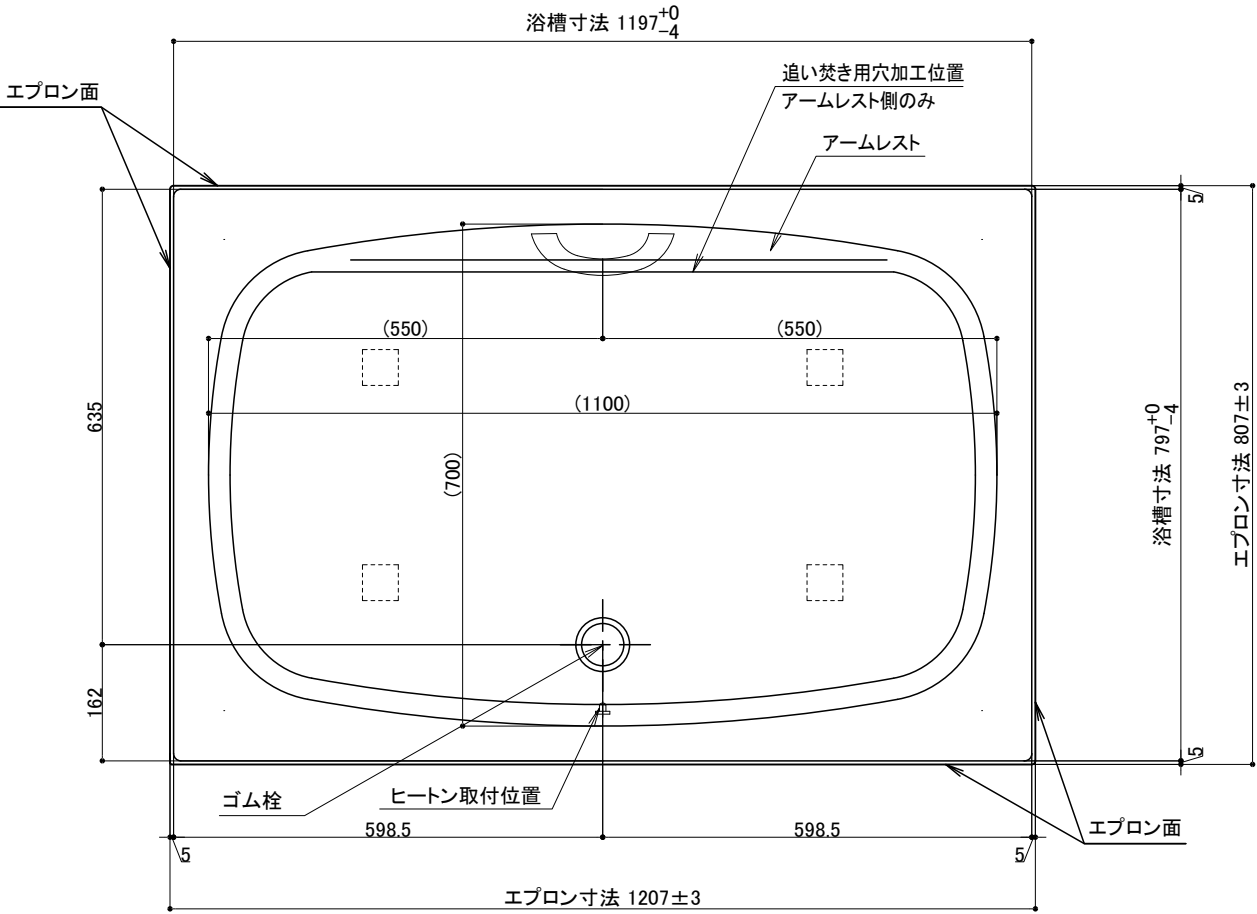 浴槽寸法 1197+0-4
エプロン面
追い焚き用穴加工位置
アームレスト側のみ
アームレスト
5
(550)
(550)
(1100)
635
(700)
浴槽寸法 797+0-4
エプロン寸法 807±3
162
5
ゴム栓
ヒートン取付位置
598.5
598.5
エプロン面
5
5
エプロン寸法 1207±3